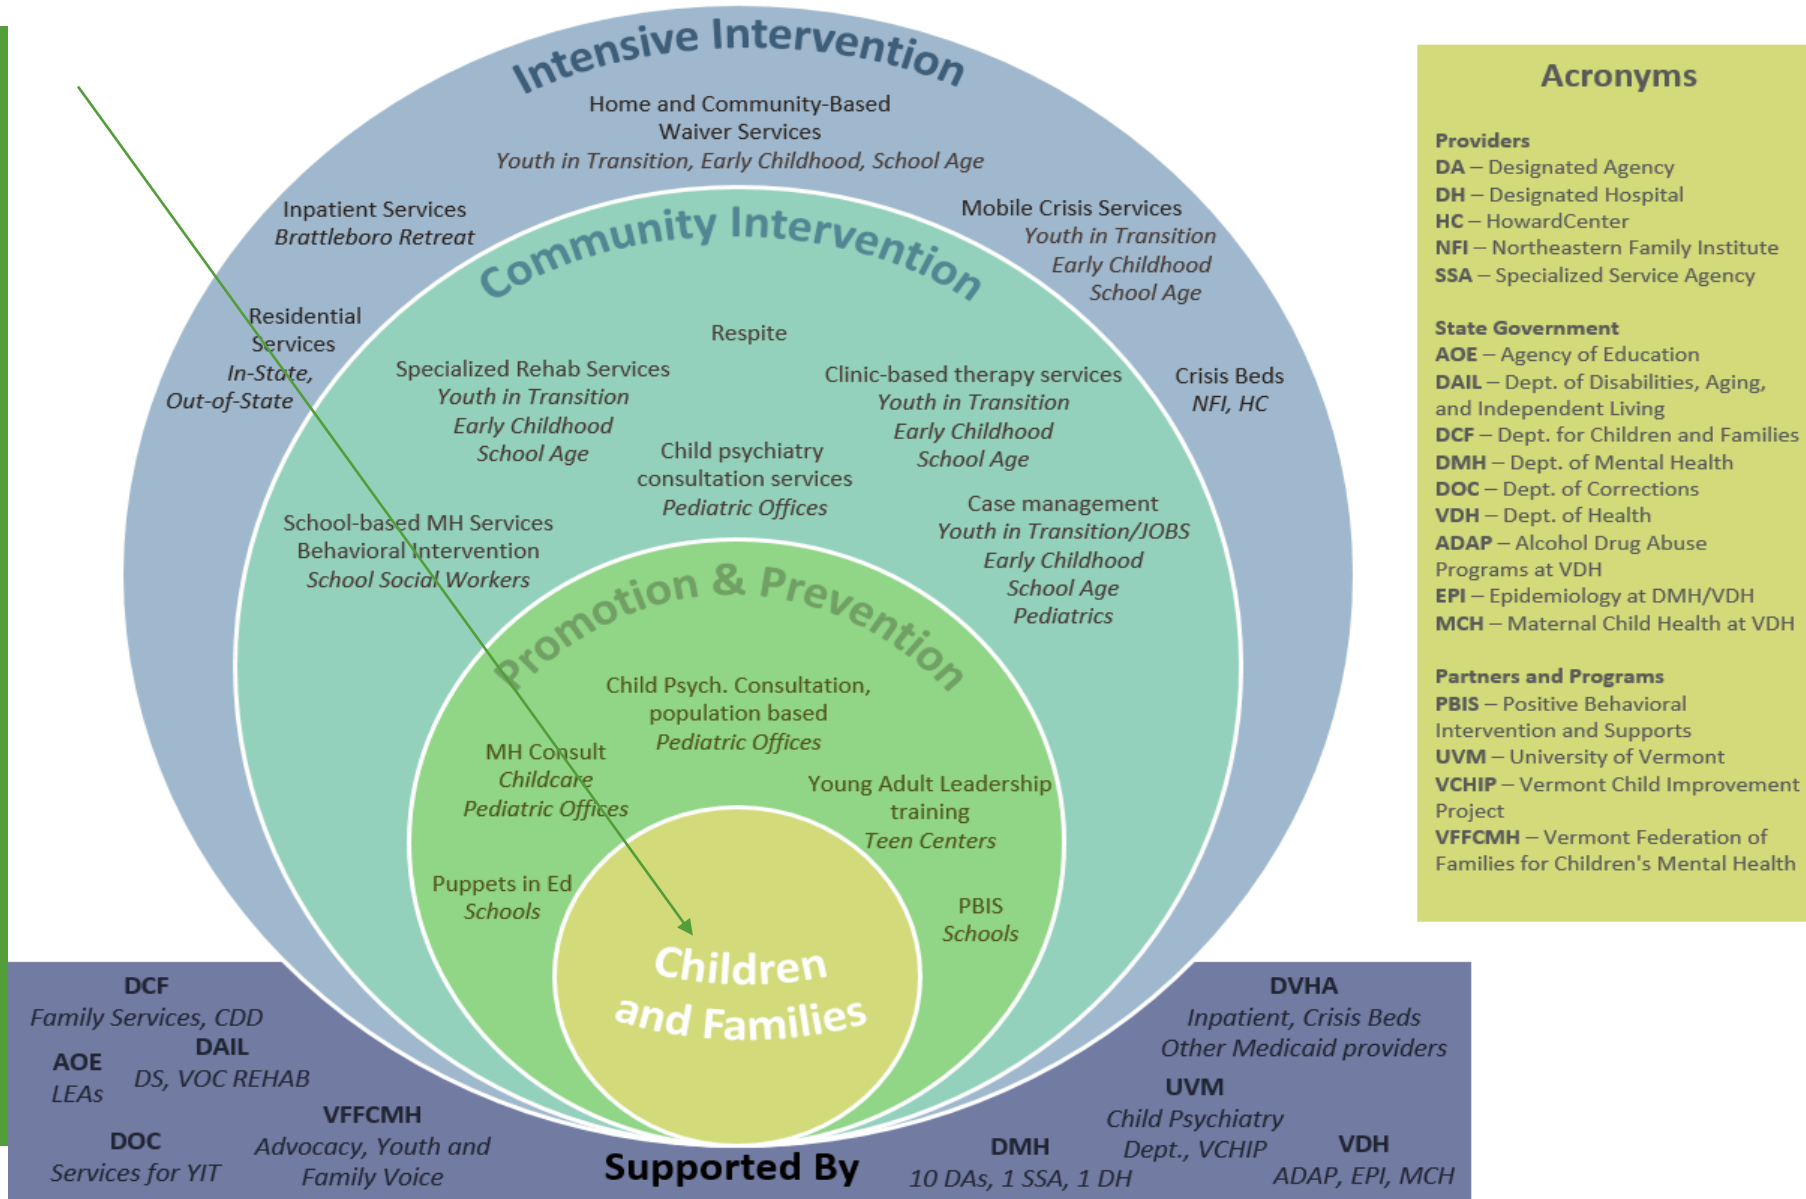 Intensive Intervention
Home and Community-Based
Waiver Services
Youth in Transition, Early Childhood, School Age
Inpatient Services
Brattleboro Retreat
Mobile Crisis Services
Youth in Transition
Early Childhood
School Age
Residential
Services
In-State,
Out-of-State
Crisis Beds
NFI, HC
Community Intervention
Respite
Specialized Rehab Services
Youth in Transition
Early Childhood
School Age
Clinic-based therapy services
Youth in Transition
Early Childhood
School Age
Child psychiatry
consultation services
Pediatric Offices
School-based MH Services
Behavioral Intervention
School Social Workers
Case management
Youth in Transition/JOBS
Early Childhood
School Age
Pediatrics
Promotion & Prevention
Child Psych. Consultation,
population based
Pediatric Offices
MH Consult
Childcare
Pediatric Offices
Young Adult Leadership
training
Teen Centers
Puppets in Ed
Schools
PBIS
Schools
Children
and Families
DCF
Family Services, CDD
AOE
LEAs
DAIL
DS, VOC REHAB
DOC
Services for YIT
VFFCMH
Advocacy, Youth and
Family Voice
Supported By
DMH
10 DAs, 1 SSA, 1 DH
DVHA
Inpatient, Crisis Beds
Other Medicaid providers
UVM
Child Psychiatry
Dept., VCHIP
VDH
ADAP, EPI, MCH
Acronyms
Providers
DA – Designated Agency
DH – Designated Hospital
HC – HowardCenter
NFI – Northeastern Family Institute
SSA – Specialized Service Agency
State Government
AOE – Agency of Education
DAIL – Dept. of Disabilities, Aging,
and Independent Living
DCF – Dept. for Children and Families
DMH – Dept. of Mental Health
DOC – Dept. of Corrections
VDH – Dept. of Health
ADAP – Alcohol Drug Abuse
Programs at VDH
EPI – Epidemiology at DMH/VDH
MCH – Maternal Child Health at VDH
Partners and Programs
PBIS – Positive Behavioral
Intervention and Supports
UVM – University of Vermont
VCHIP – Vermont Child Improvement
Project
VFFCMH – Vermont Federation of
Families for Children's Mental Health